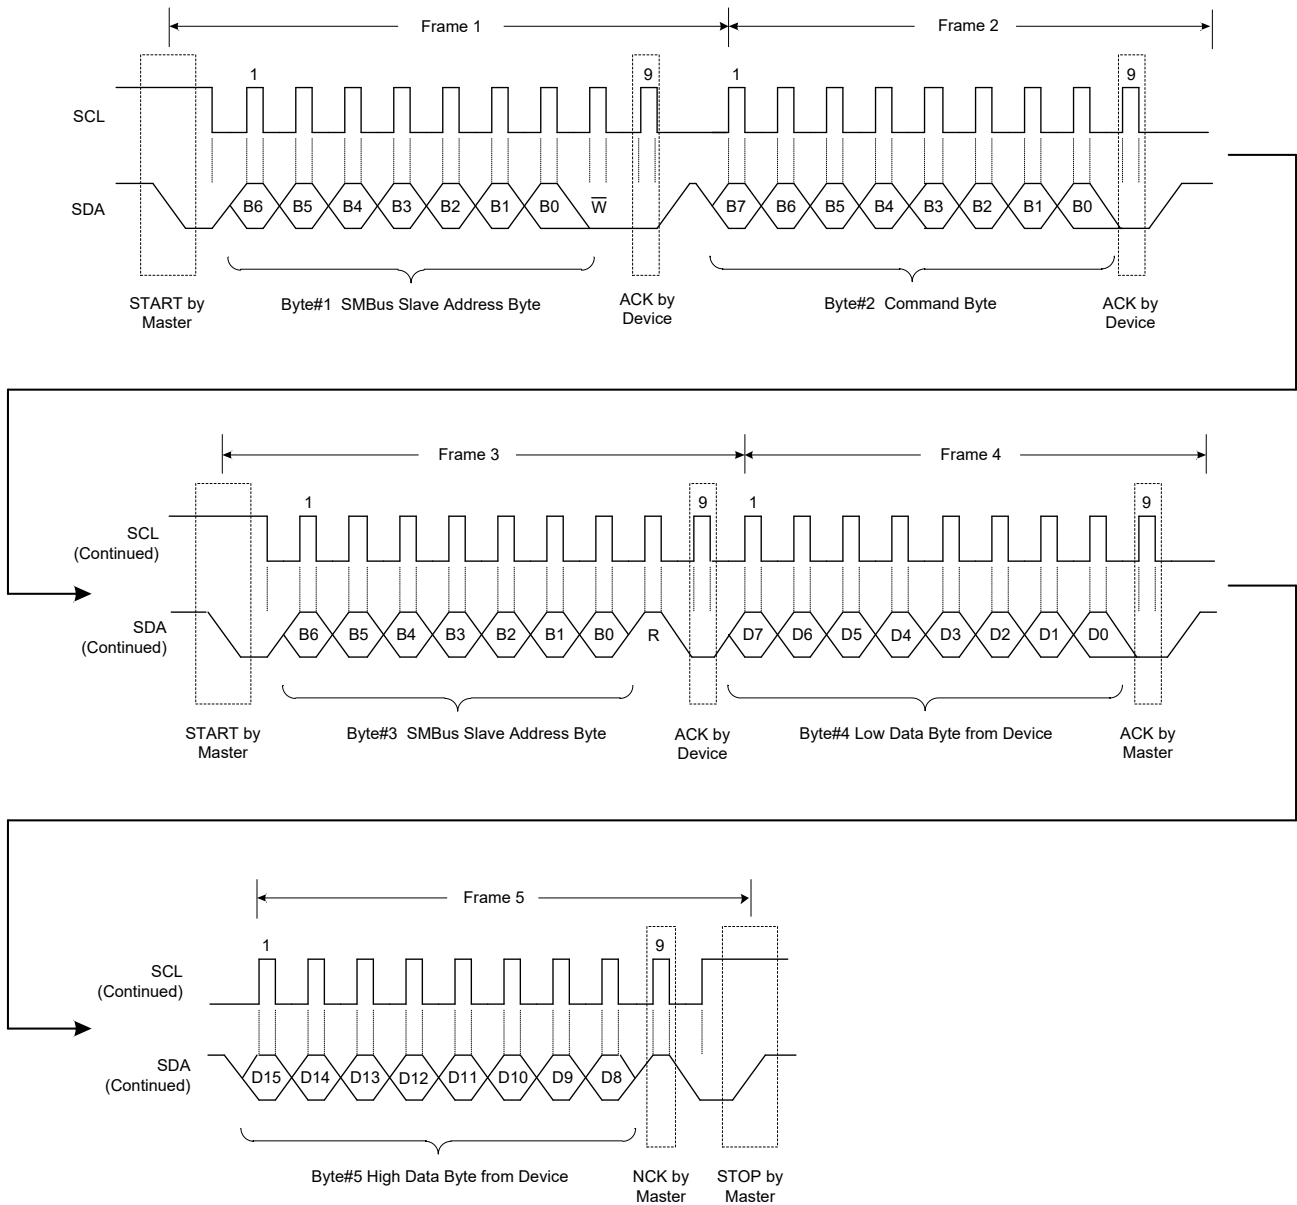 Frame 1
Frame 2
1
9
1
9
SCL
SDA
B6 B5 B4 B3 B2 B1 B0 W̅
B7 B6 B5 B4 B3 B2 B1 B0
START by
Master
Byte#1 SMBus Slave Address Byte
ACK by
Device
Byte#2 Command Byte
ACK by
Device
Frame 3
Frame 4
1
9
1
9
SCL
(Continued)
SDA
(Continued)
B6 B5 B4 B3 B2 B1 B0 R
D7 D6 D5 D4 D3 D2 D1 D0
START by
Master
Byte#3 SMBus Slave Address Byte
ACK by
Device
Byte#4 Low Data Byte from Device
ACK by
Master
Frame 5
1
9
SCL
(Continued)
SDA
(Continued)
D15 D14 D13 D12 D11 D10 D9 D8
Byte#5 High Data Byte from Device
NCK by
Master
STOP by
Master